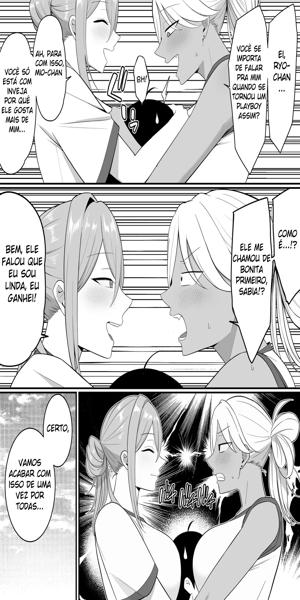 EI,
RYO-
CHAN
VOCÊ SE
IMPORTA DE
FALAR
PRA MIM
QUANDO SE
TORNOU UM
PLAYBOY
ASSIM?
BH!
AH, PARA
COM ISSO,
MIO-CHAN
VOCÊ SÓ
ESTÁ COM
INVEJA
POR QUÊ
ELE GOSTA
MAIS DE
MIM...
COMO
É...!?
ELE ME
CHAMOU DE
BONITA
PRIMEIRO,
SABIA!?
BEM, ELE
FALOU QUE
EU SOU
LINDA, EU
GANHEI!
CERTO,
VAMOS
ACABAR COM
ISSO DE UMA
VEZ POR
TODAS...